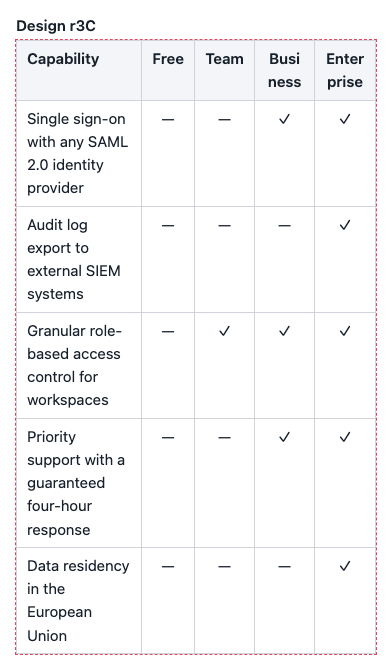 Design r3C
Capability Free Team Busi Enter
ness prise
Single sign-on — — ✓ ✓
with any SAML
2.0 identity
provider
Audit log — — — ✓
export to
external SIEM
systems
Granular role- — ✓ ✓ ✓
based access
control for
workspaces
Priority — — ✓ ✓
support with a
guaranteed
four-hour
response
Data residency — — — ✓
in the
European
Union